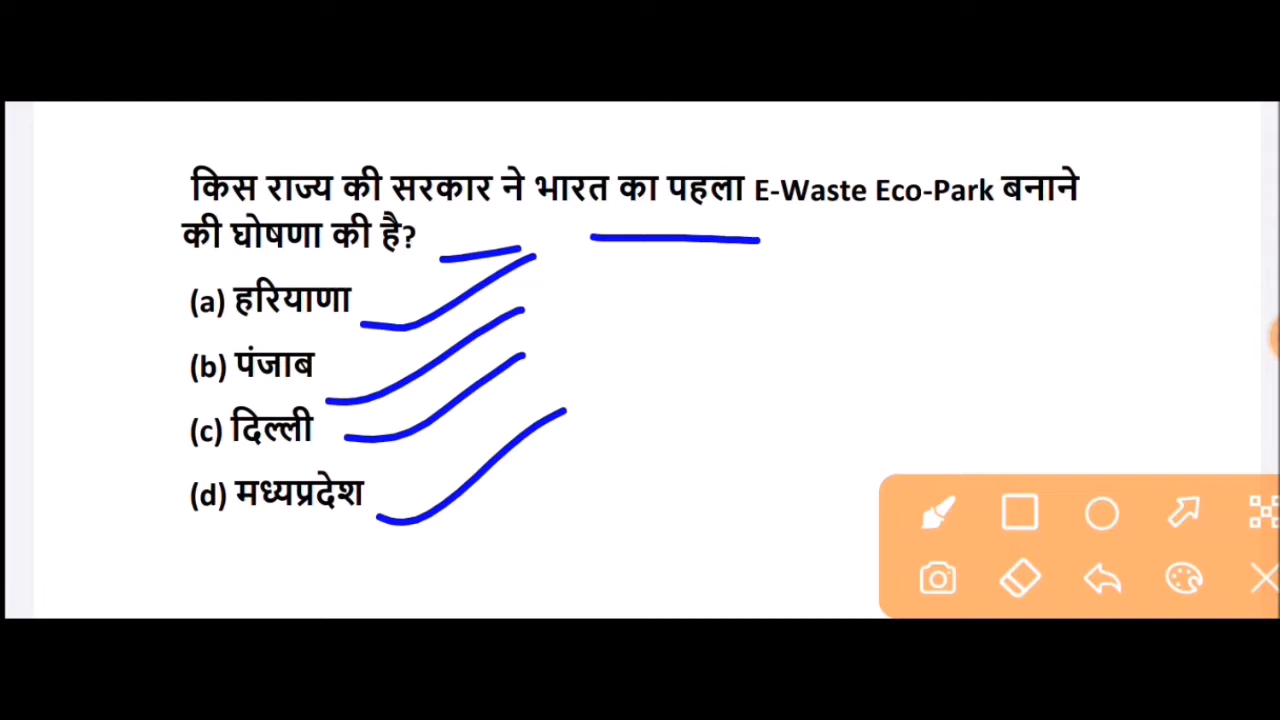 किस राज्य की सरकार ने भारत का पहला E-Waste Eco-Park बनाने
की घोषणा की है?
(a) हरियाणा
(b) पंजाब
(c) दिल्ली
(d) मध्यप्रदेश